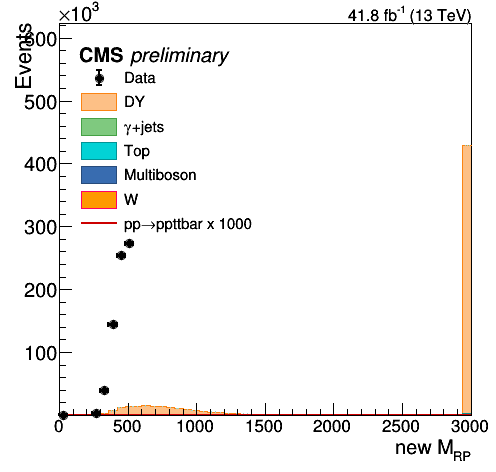 ×10³
41.8 fb⁻¹ (13 TeV)
Events
CMS preliminary
Data
DY
γ+jets
Top
Multiboson
W
pp→ppttbar x 1000
600
500
400
300
200
100
0 500 1000 1500 2000 2500 3000
new M_RP